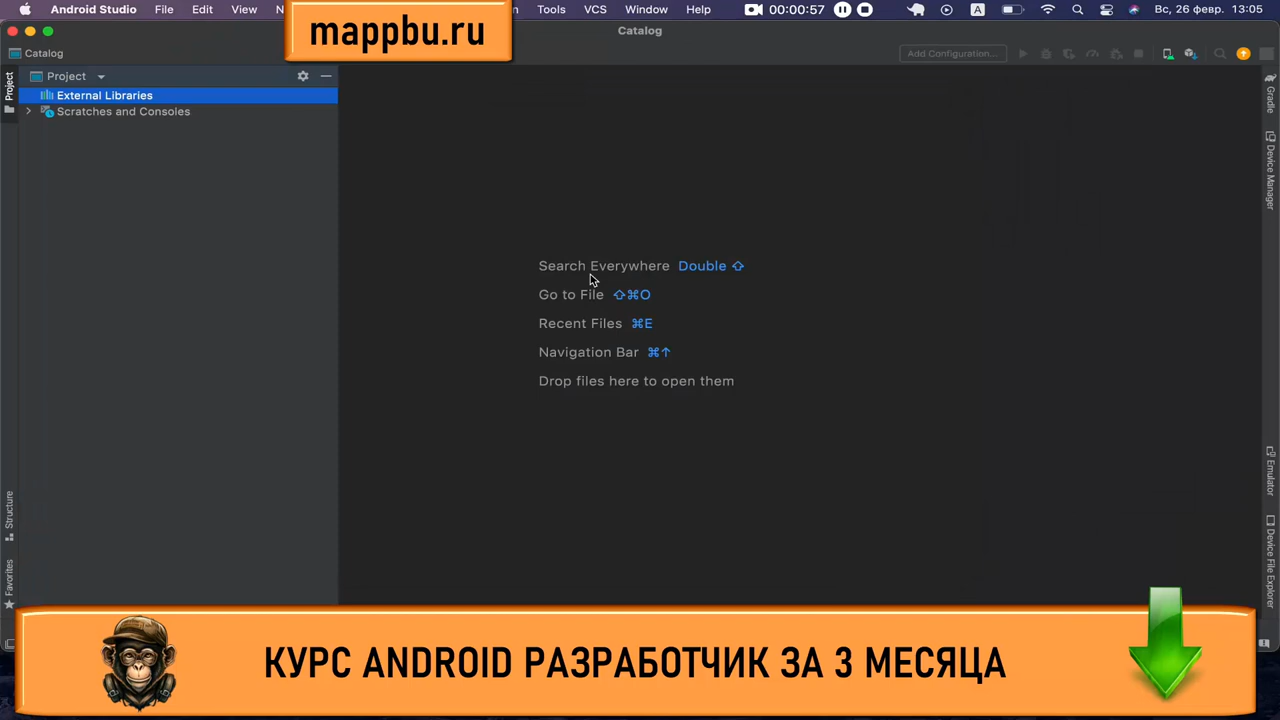 Android Studio File Edit View N Tools VCS Window Help 00:00:57 A Вс, 26 февр. 13:05
mappbu.ru
Catalog
Catalog
Add Configuration...
Project
Project
External Libraries
Scratches and Consoles
Gradle
Device Manager
Search Everywhere Double ⇧
Go to File ⇧⌘O
Recent Files ⌘E
Navigation Bar ⌘↑
Drop files here to open them
Structure
Favorites
Emulator
Device File Explorer
КУРС ANDROID РАЗРАБОТЧИК ЗА 3 МЕСЯЦА